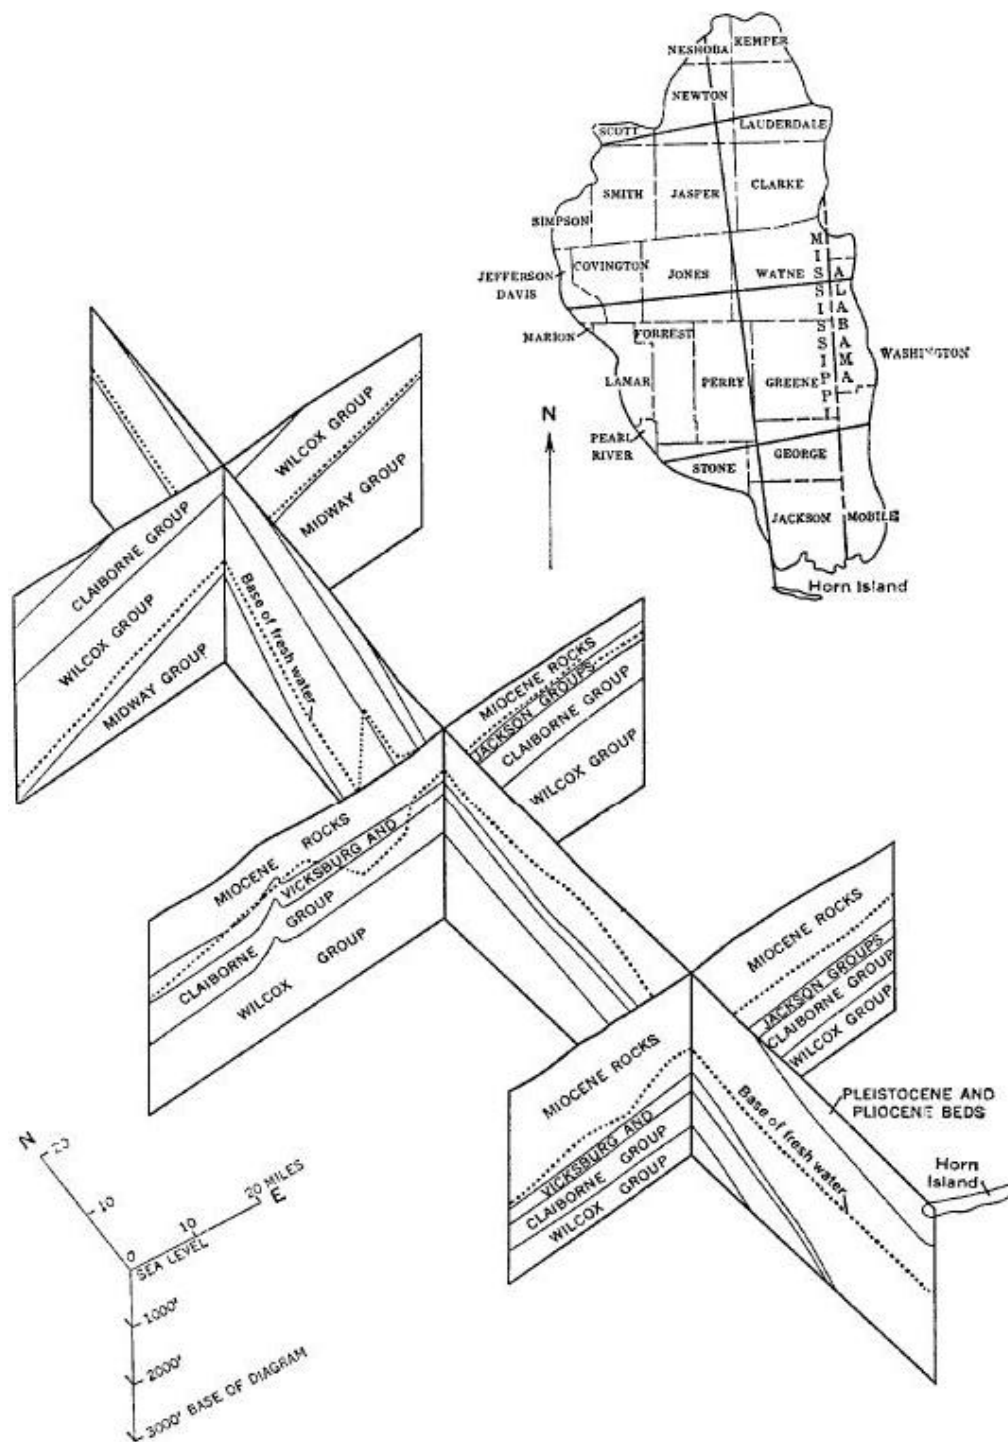 NESHOBA
KEMPER
NEWTON
SCOTT
LAUDERDALE
SMITH
JASPER
CLARKE
SIMPSON
COVINGTON
JEFFERSON
DAVIS
JONES
WAYNE
MISSISSIPPI
ALABAMA
MARION
FORREST
WASHINGTON
LAMAR
PERRY
GREENE
N
PEARL
RIVER
STONE
GEORGE
JACKSON
MOBILE
Horn Island
WILCOX GROUP
MIDWAY GROUP
CLAIBORNE GROUP
WILCOX GROUP
MIDWAY GROUP
Base of fresh water
MIOCENE ROCKS
JACKSON GROUPS
CLAIBORNE GROUP
WILCOX GROUP
MIOCENE ROCKS
VICKSBURG AND
CLAIBORNE GROUP
WILCOX GROUP
MIOCENE ROCKS
JACKSON GROUPS
CLAIBORNE GROUP
WILCOX GROUP
MIOCENE ROCKS
VICKSBURG AND
CLAIBORNE GROUP
WILCOX GROUP
Base of fresh water
PLEISTOCENE AND
PLIOCENE BEDS
Horn
Island
N
20
10
0
10
20 MILES
E
SEA LEVEL
1000'
2000'
3000' BASE OF DIAGRAM